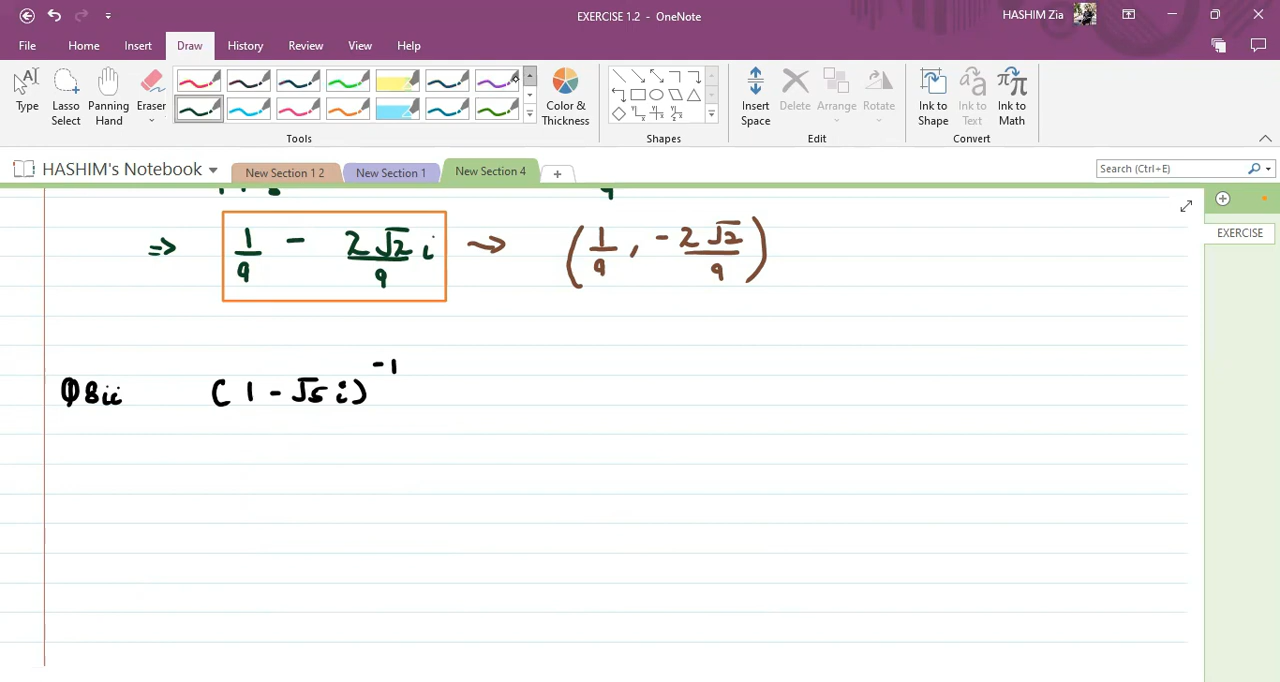 EXERCISE 1.2 - OneNote
HASHIM Zia
File Home Insert Draw History Review View Help
Type
Lasso Select
Panning Hand
Eraser
Color & Thickness
Insert Space
Delete
Arrange
Rotate
Ink to Shape
Ink to Text
Ink to Math
Tools
Shapes
Edit
Convert
HASHIM's Notebook
New Section 1 2
New Section 1
New Section 4
Search (Ctrl+E)
EXERCISE
=> 1/9 - 2√2/9 i → (1/9, -2√2/9)
Q8ii (1-√5i)^-1